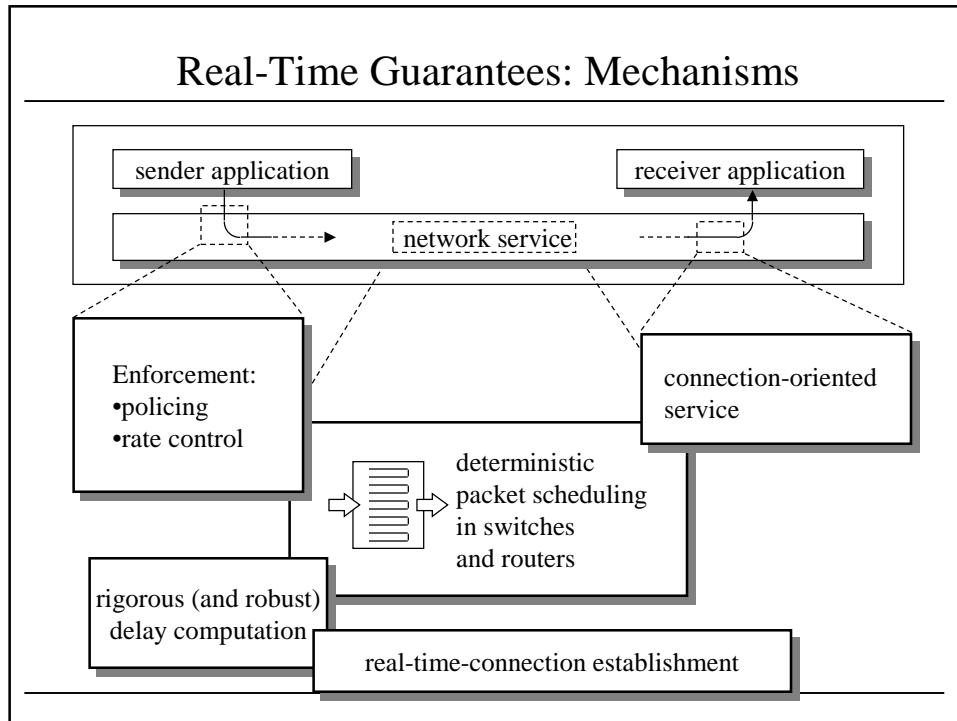 Real-Time Guarantees: Mechanisms
sender application
receiver application
network service
Enforcement:
•policing
•rate control
connection-oriented
service
deterministic
packet scheduling
in switches
and routers
rigorous (and robust)
delay computation
real-time-connection establishment